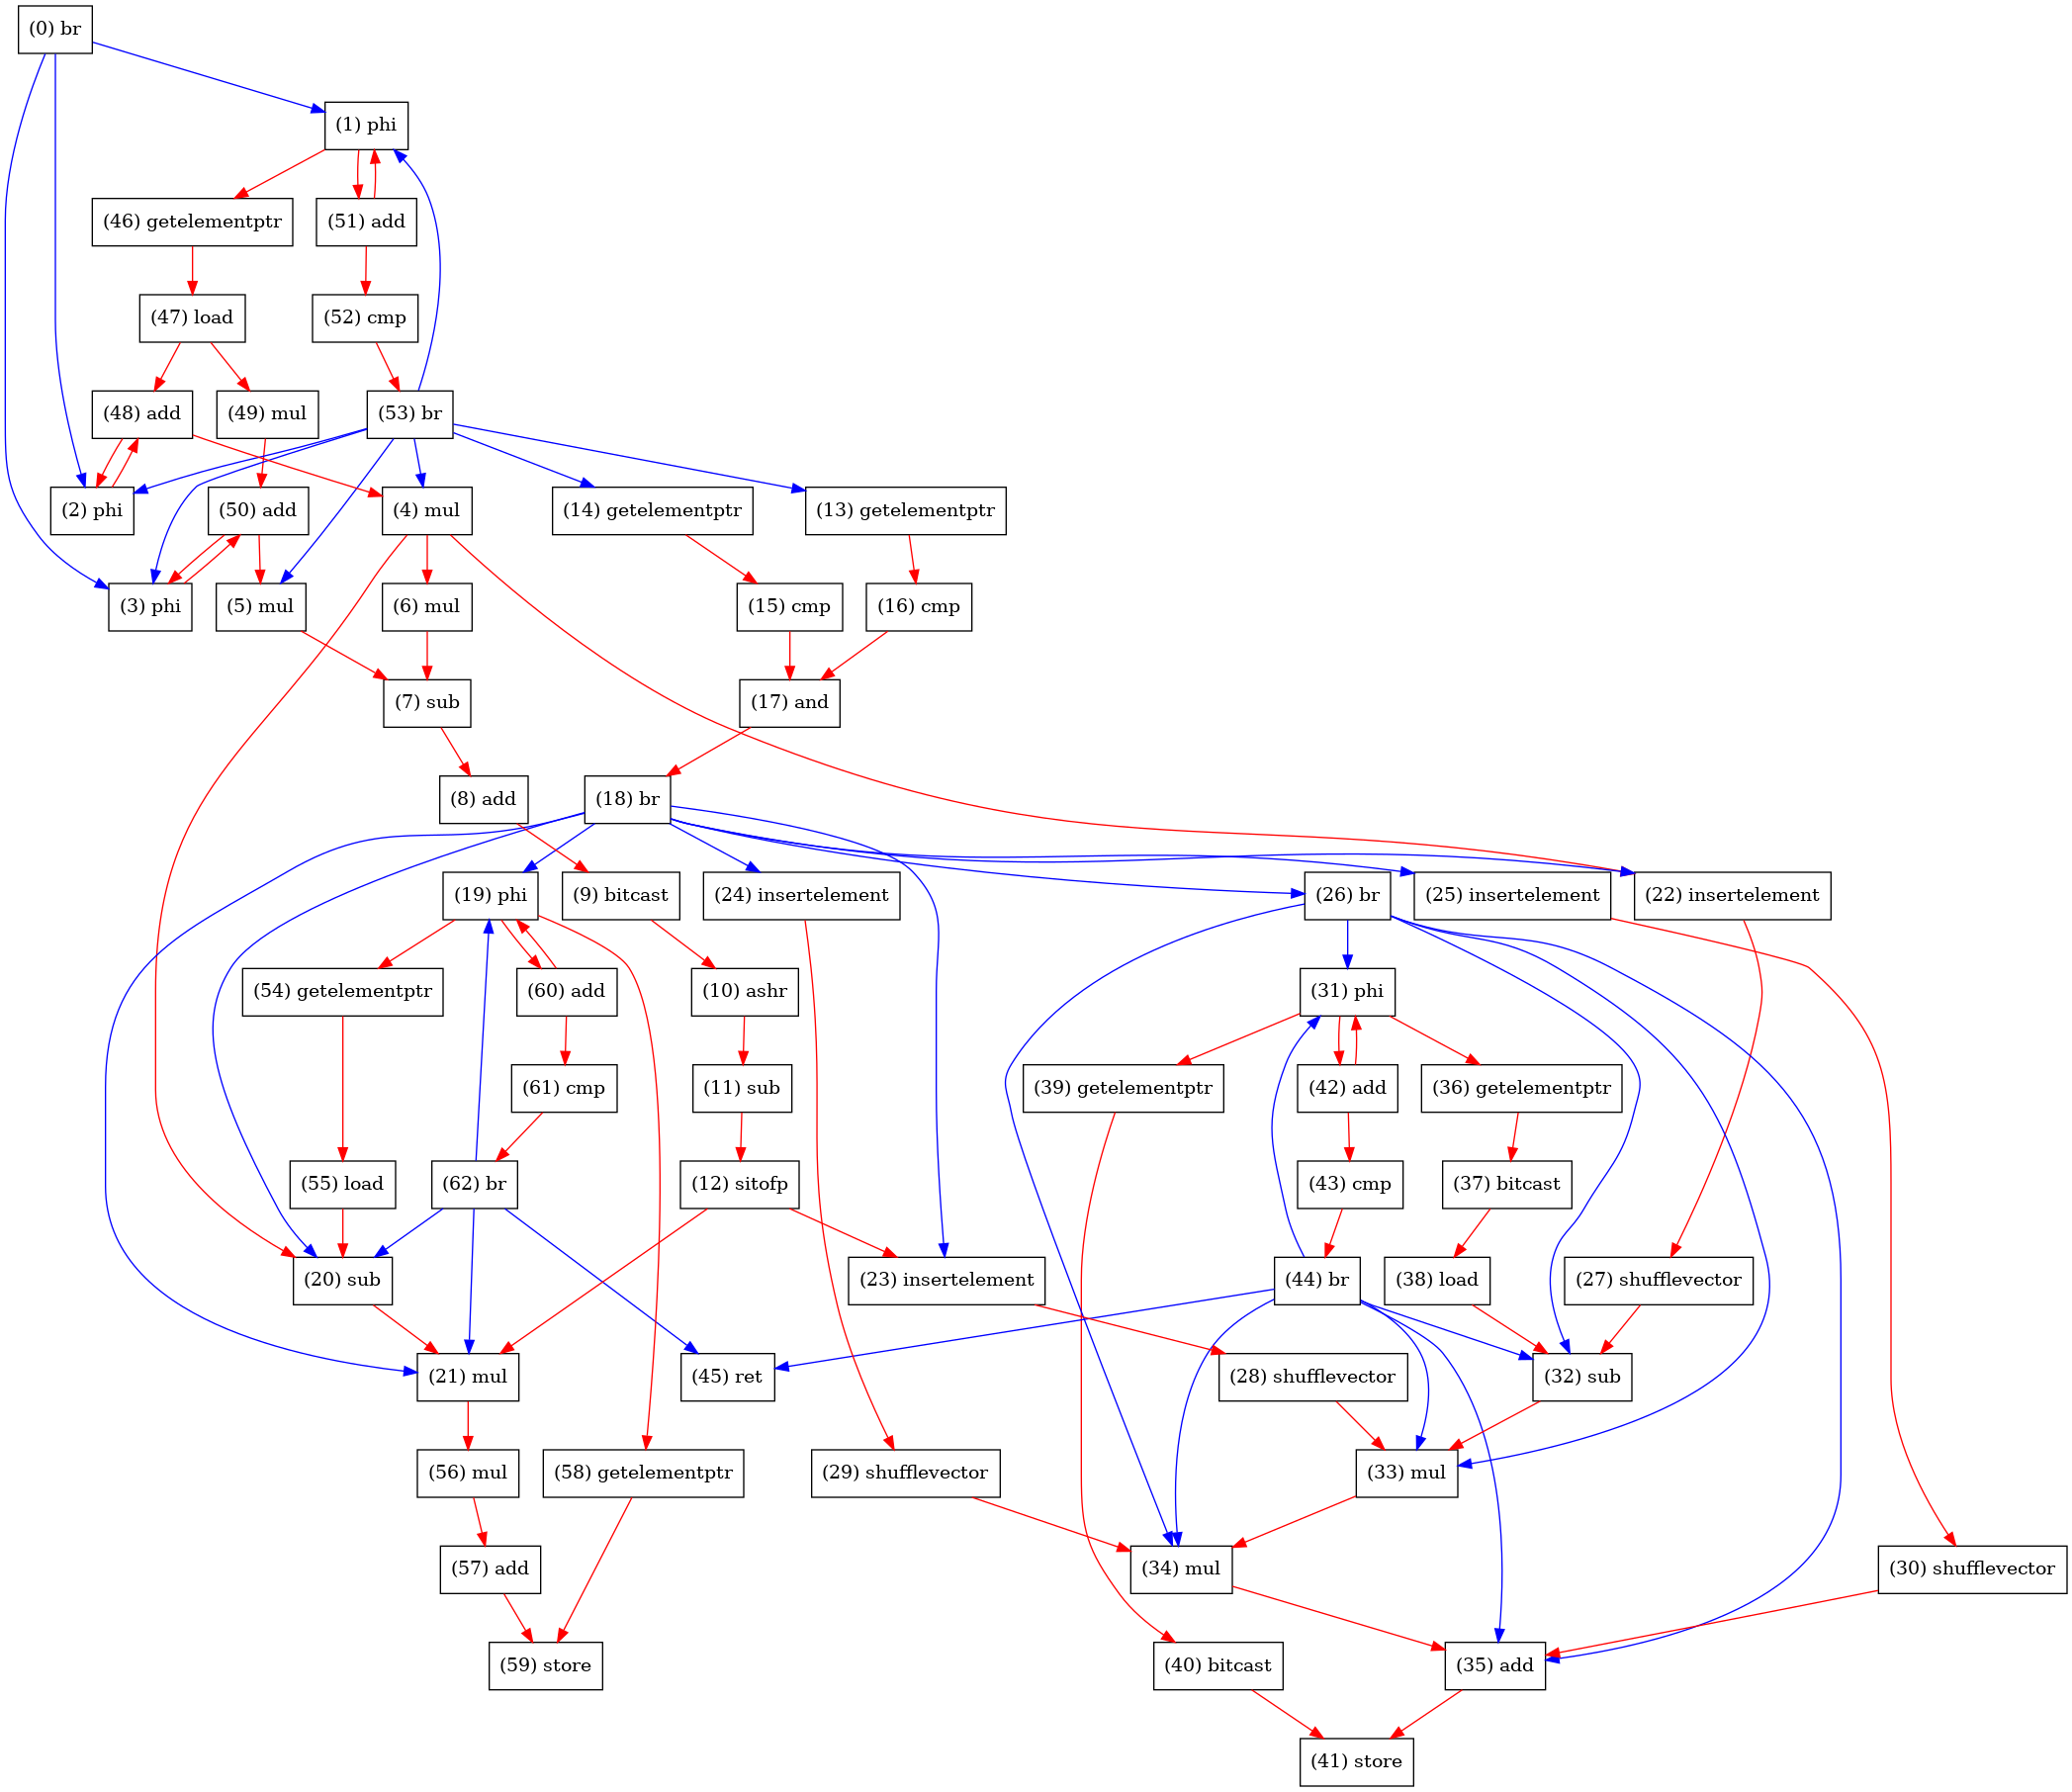 (0) br
(1) phi
(46) getelementptr
(51) add
(47) load
(52) cmp
(48) add
(49) mul
(53) br
(2) phi
(50) add
(4) mul
(14) getelementptr
(13) getelementptr
(3) phi
(5) mul
(6) mul
(15) cmp
(16) cmp
(7) sub
(17) and
(8) add
(18) br
(19) phi
(9) bitcast
(24) insertelement
(26) br
(25) insertelement
(22) insertelement
(54) getelementptr
(60) add
(10) ashr
(31) phi
(61) cmp
(11) sub
(39) getelementptr
(42) add
(36) getelementptr
(55) load
(62) br
(12) sitofp
(43) cmp
(37) bitcast
(20) sub
(23) insertelement
(44) br
(38) load
(27) shufflevector
(21) mul
(45) ret
(28) shufflevector
(32) sub
(56) mul
(58) getelementptr
(29) shufflevector
(33) mul
(57) add
(34) mul
(30) shufflevector
(59) store
(40) bitcast
(35) add
(41) store